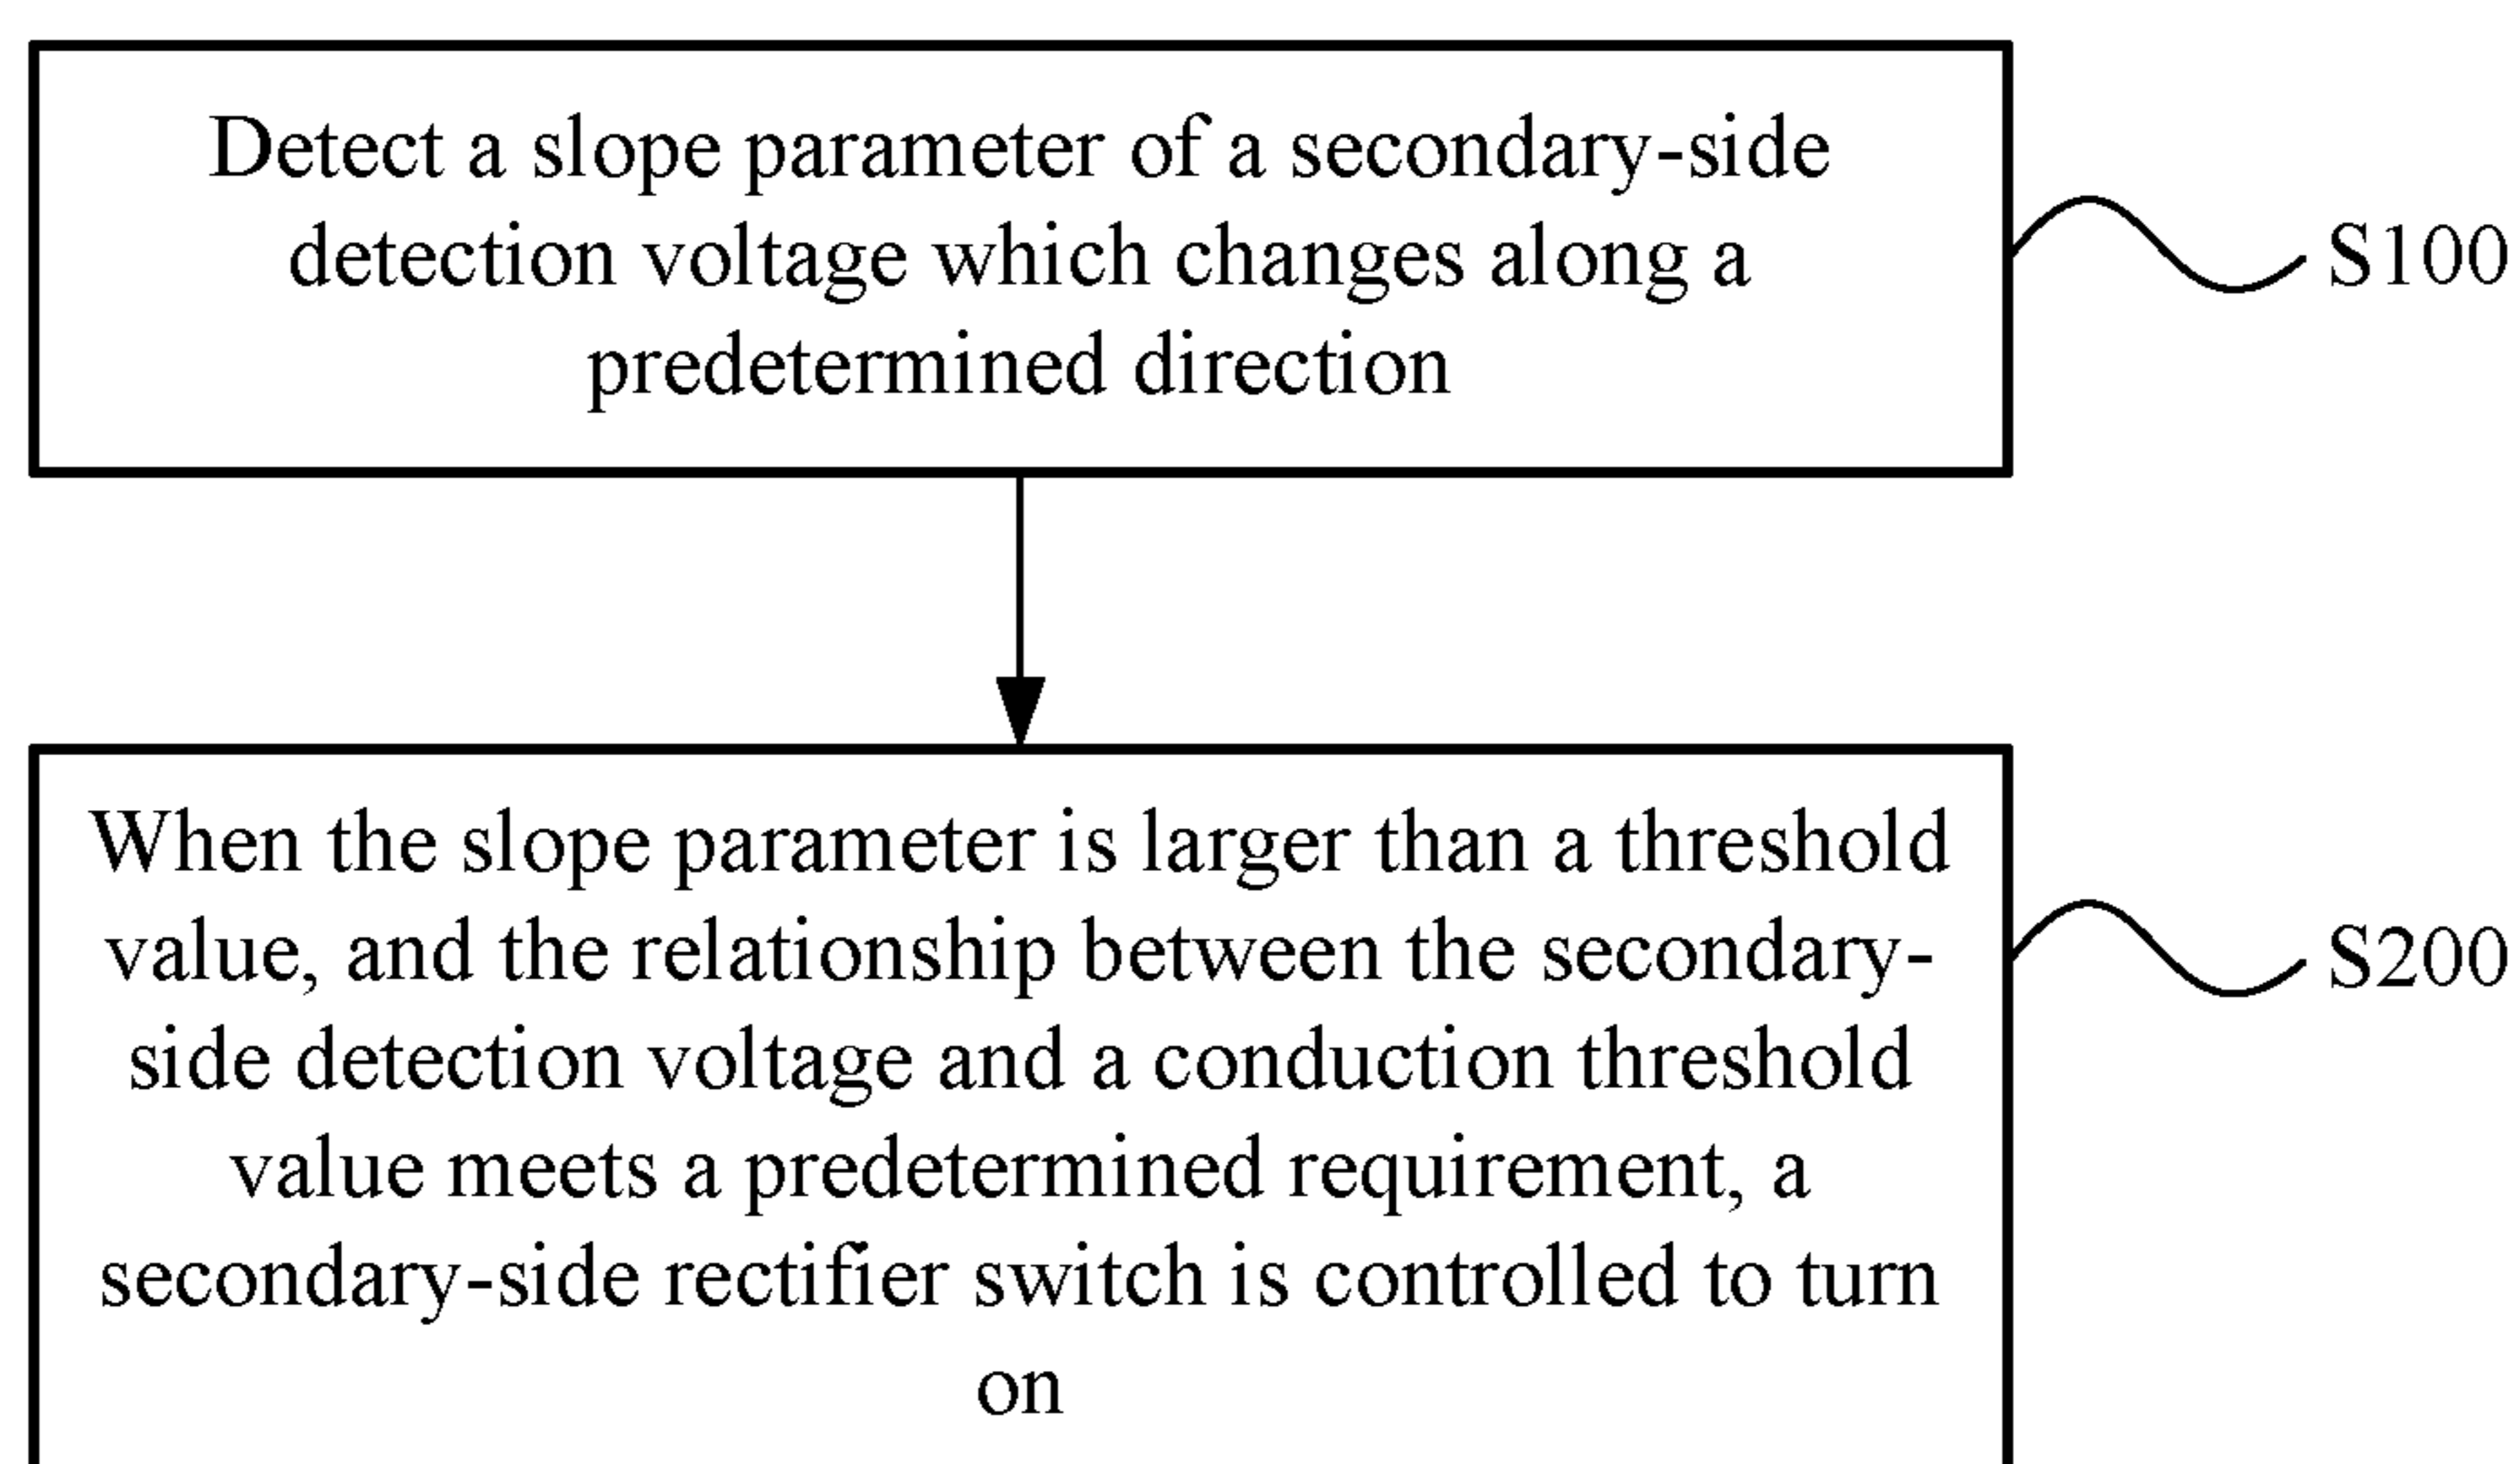 Detect a slope parameter of a secondary-side
detection voltage which changes along a
predetermined direction
S100
When the slope parameter is larger than a threshold
value, and the relationship between the secondary-
side detection voltage and a conduction threshold
value meets a predetermined requirement, a
secondary-side rectifier switch is controlled to turn
on
S200